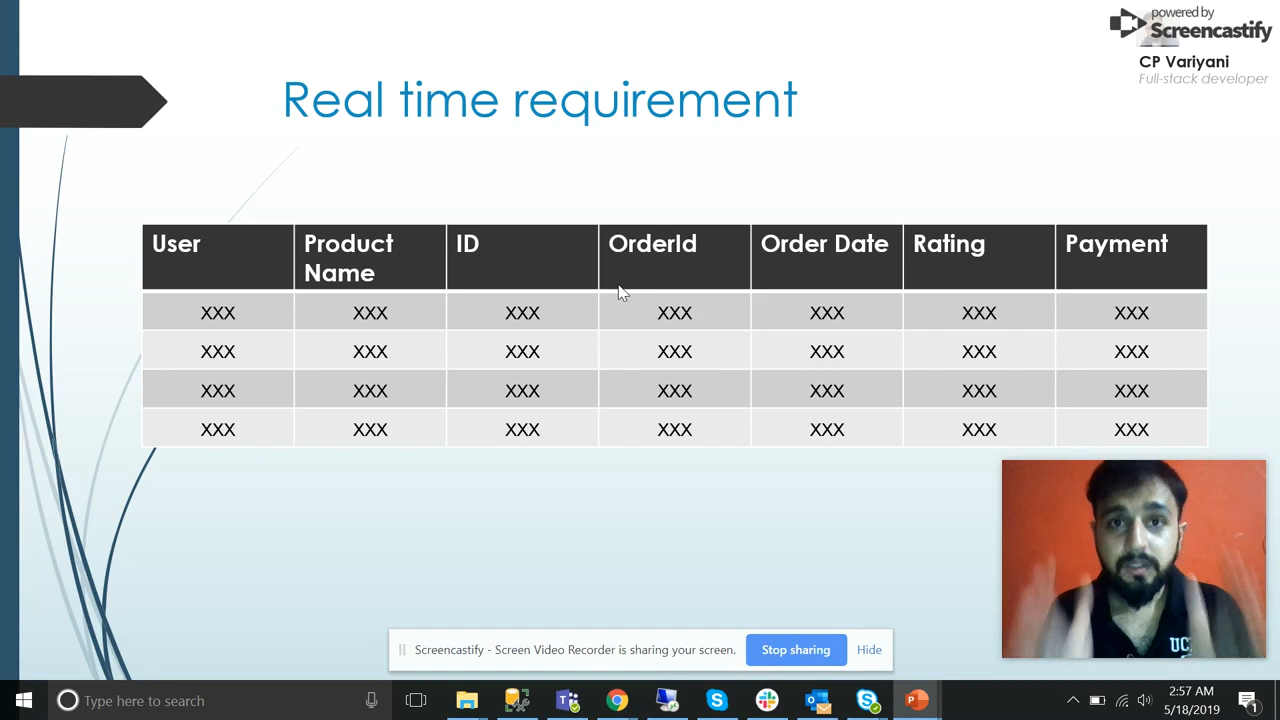 powered by
Screencastify
CP Variyani
Full-stack developer
Real time requirement
User Product Name ID OrderId Order Date Rating Payment
XXX XXX XXX XXX XXX XXX XXX
XXX XXX XXX XXX XXX XXX XXX
XXX XXX XXX XXX XXX XXX XXX
XXX XXX XXX XXX XXX XXX XXX
Screencastify - Screen Video Recorder is sharing your screen. Stop sharing Hide
Type here to search
2:57 AM
5/18/2019
1